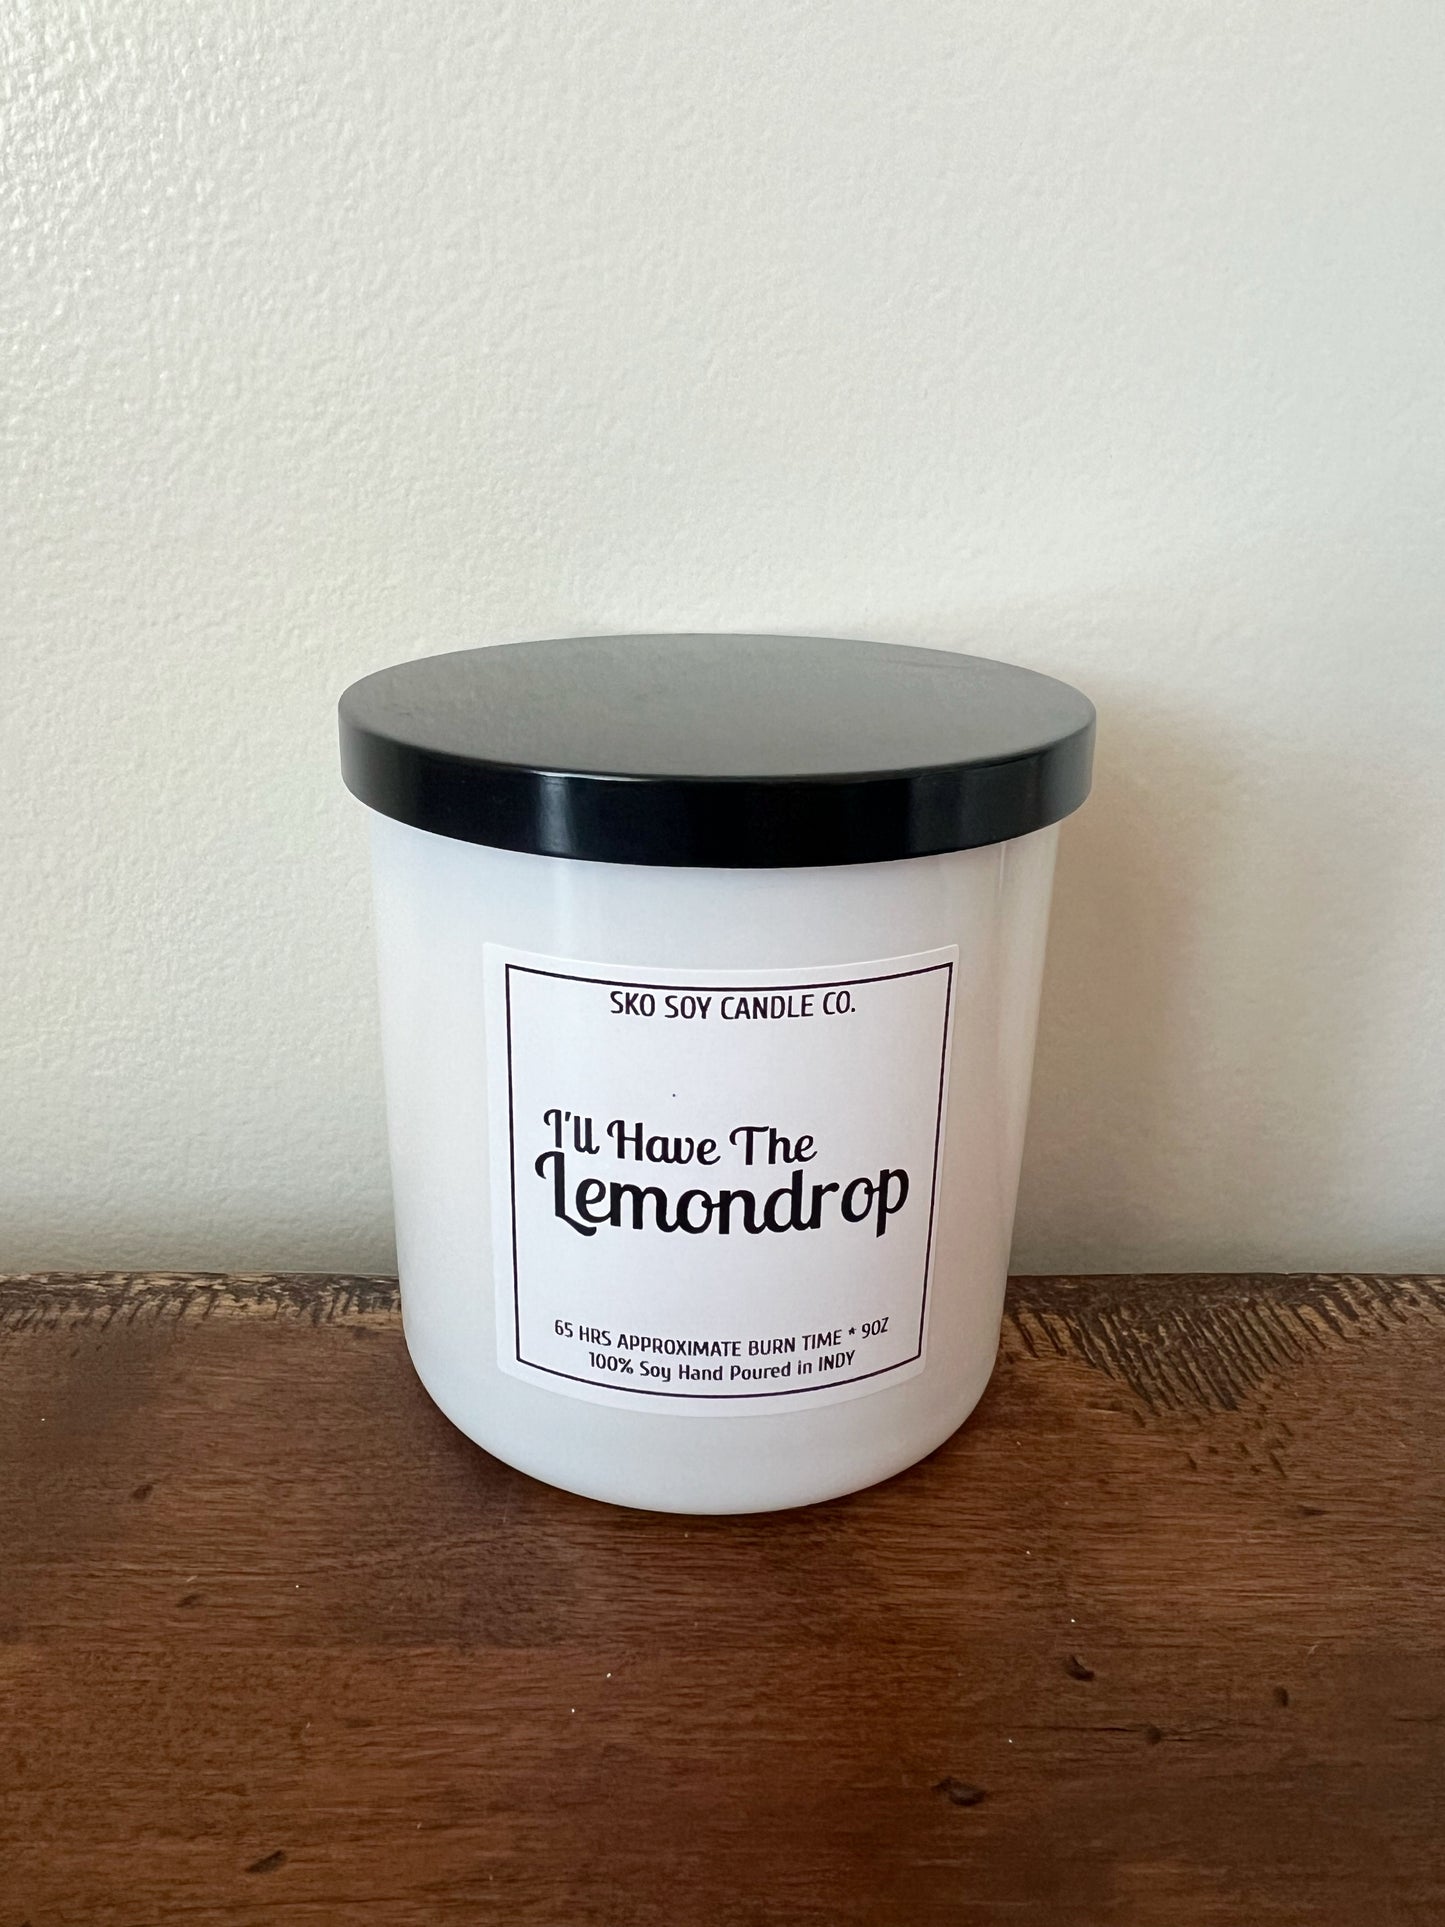 SKO SOY CANDLE CO.
I'll Have The
Lemondrop
65 HRS APPROXIMATE BURN TIME * 9OZ
100% Soy Hand Poured in INDY